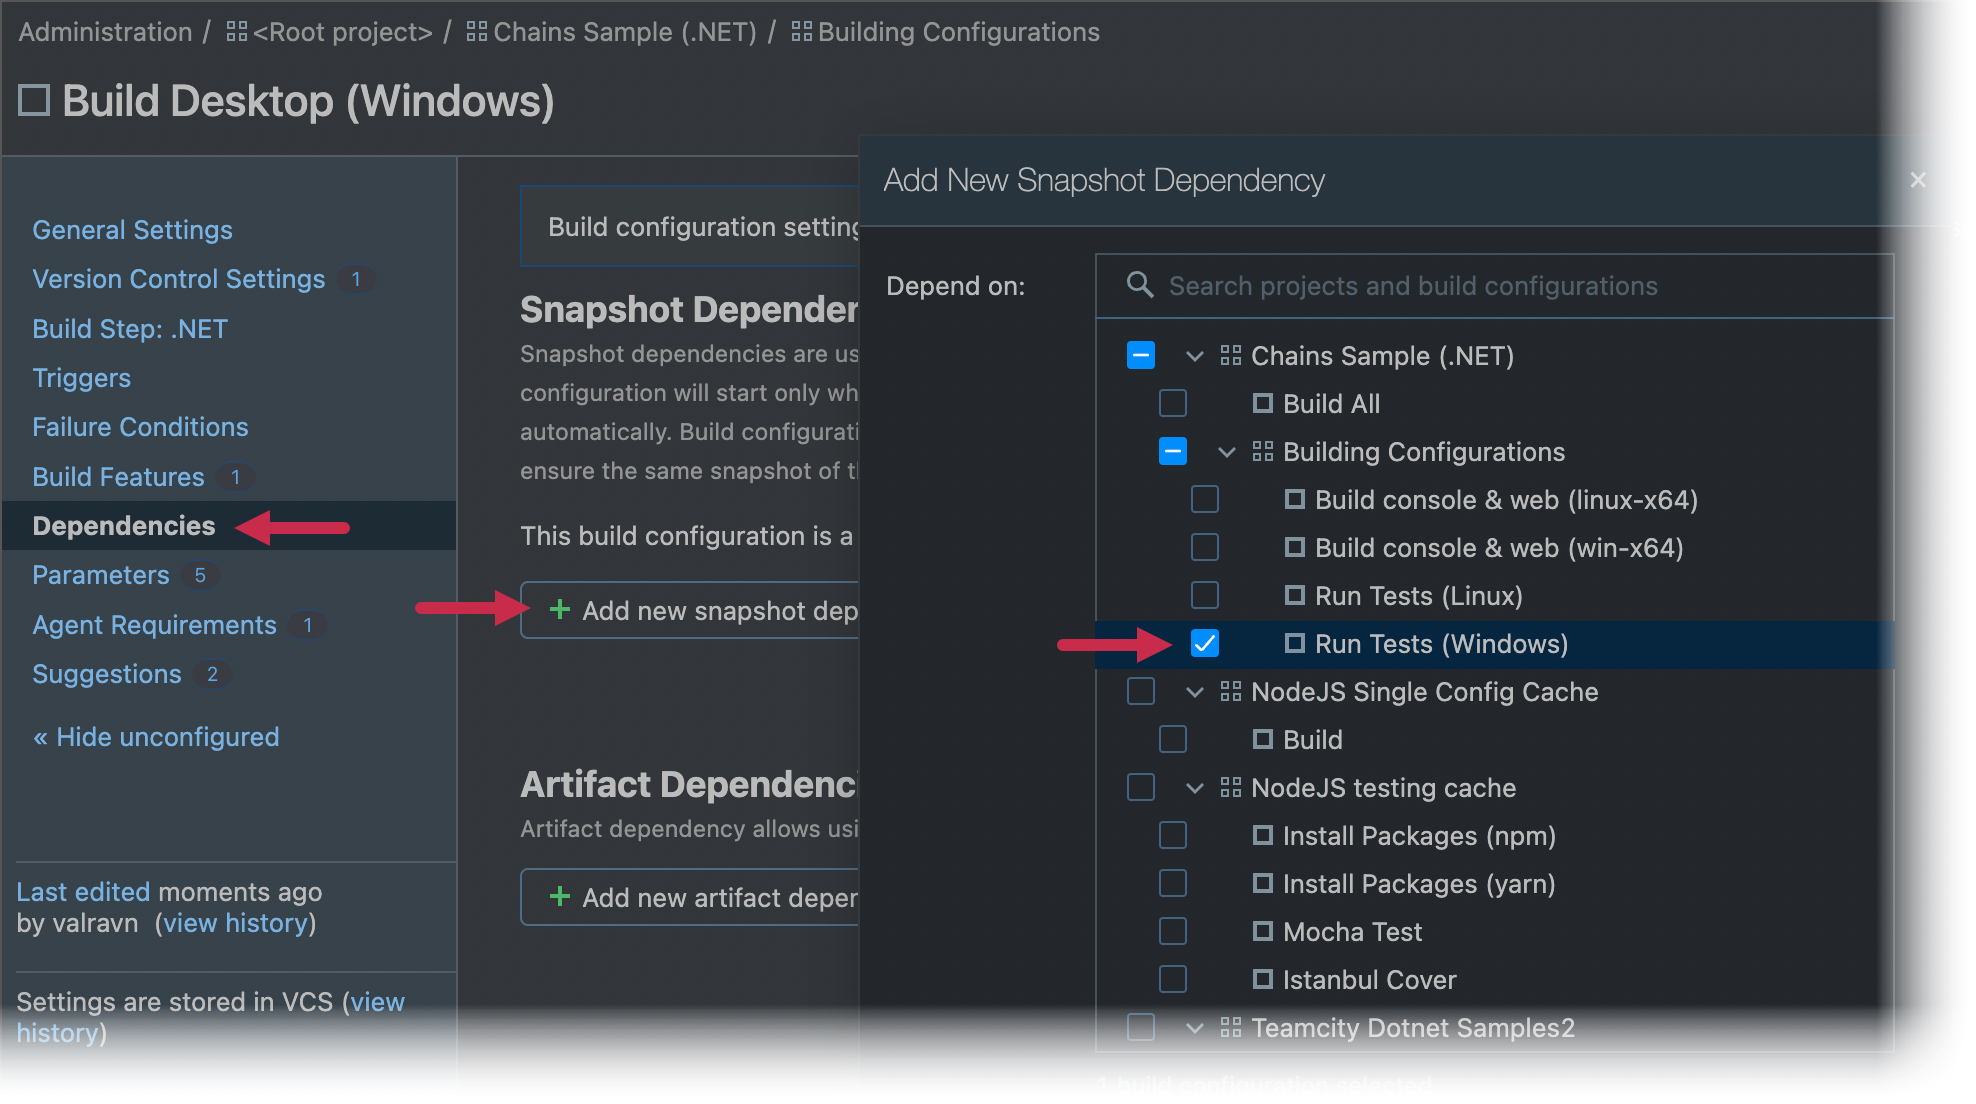 Administration / <Root project> / Chains Sample (.NET) / Building Configurations
Build Desktop (Windows)
General Settings
Version Control Settings 1
Build Step: .NET
Triggers
Failure Conditions
Build Features 1
Dependencies
Parameters 5
Agent Requirements 1
Suggestions 2
« Hide unconfigured
Last edited moments ago
by valravn (view history)
Settings are stored in VCS (view
history)
Build configuration setting
Snapshot Dependen
Snapshot dependencies are us
configuration will start only wh
automatically. Build configurati
ensure the same snapshot of t
This build configuration is a
+ Add new snapshot dep
Artifact Dependenci
Artifact dependency allows usi
+ Add new artifact deper
Add New Snapshot Dependency
×
Depend on:
Search projects and build configurations
Chains Sample (.NET)
Build All
Building Configurations
Build console & web (linux-x64)
Build console & web (win-x64)
Run Tests (Linux)
Run Tests (Windows)
NodeJS Single Config Cache
Build
NodeJS testing cache
Install Packages (npm)
Install Packages (yarn)
Mocha Test
Istanbul Cover
Teamcity Dotnet Samples2
1 build configuration selected